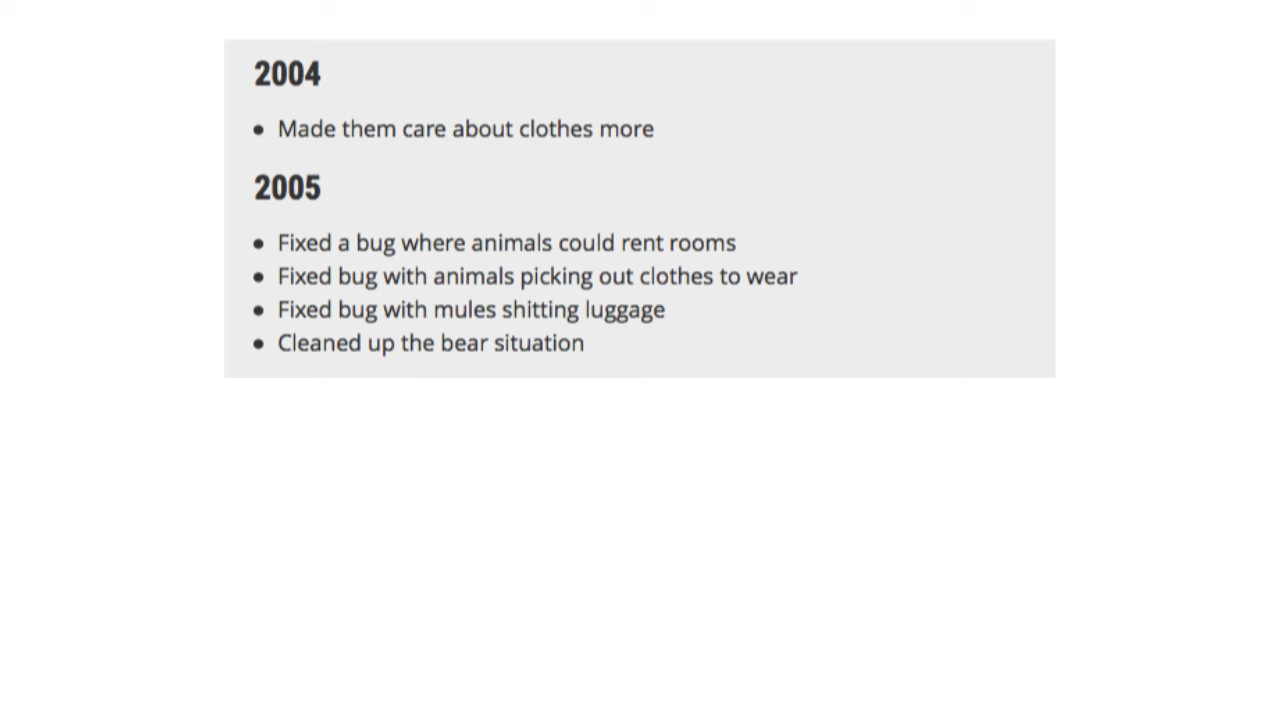 2004
• Made them care about clothes more
2005
• Fixed a bug where animals could rent rooms
• Fixed bug with animals picking out clothes to wear
• Fixed bug with mules shitting luggage
• Cleaned up the bear situation